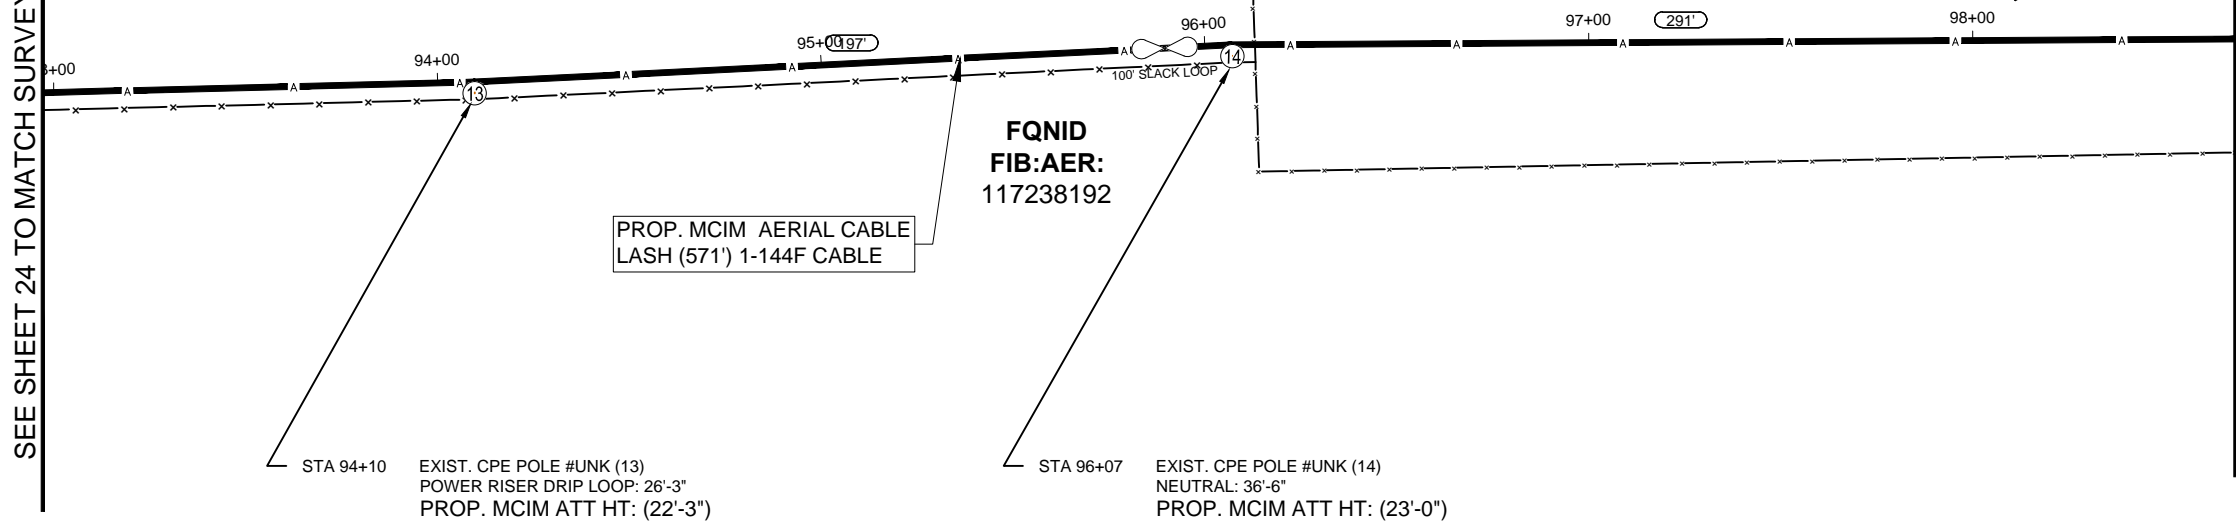 SEE SHEET 24 TO MATCH SURVEY
94+00
95+00
197'
96+00
97+00
291'
98+00
A A A A A A A A A A A A A
13
14
100' SLACK LOOP
FQNID
FIB:AER:
117238192
PROP. MCIM AERIAL CABLE
LASH (571') 1-144F CABLE
STA 94+10 EXIST. CPE POLE #UNK (13)
POWER RISER DRIP LOOP: 26'-3"
PROP. MCIM ATT HT: (22'-3")
STA 96+07 EXIST. CPE POLE #UNK (14)
NEUTRAL: 36'-6"
PROP. MCIM ATT HT: (23'-0")